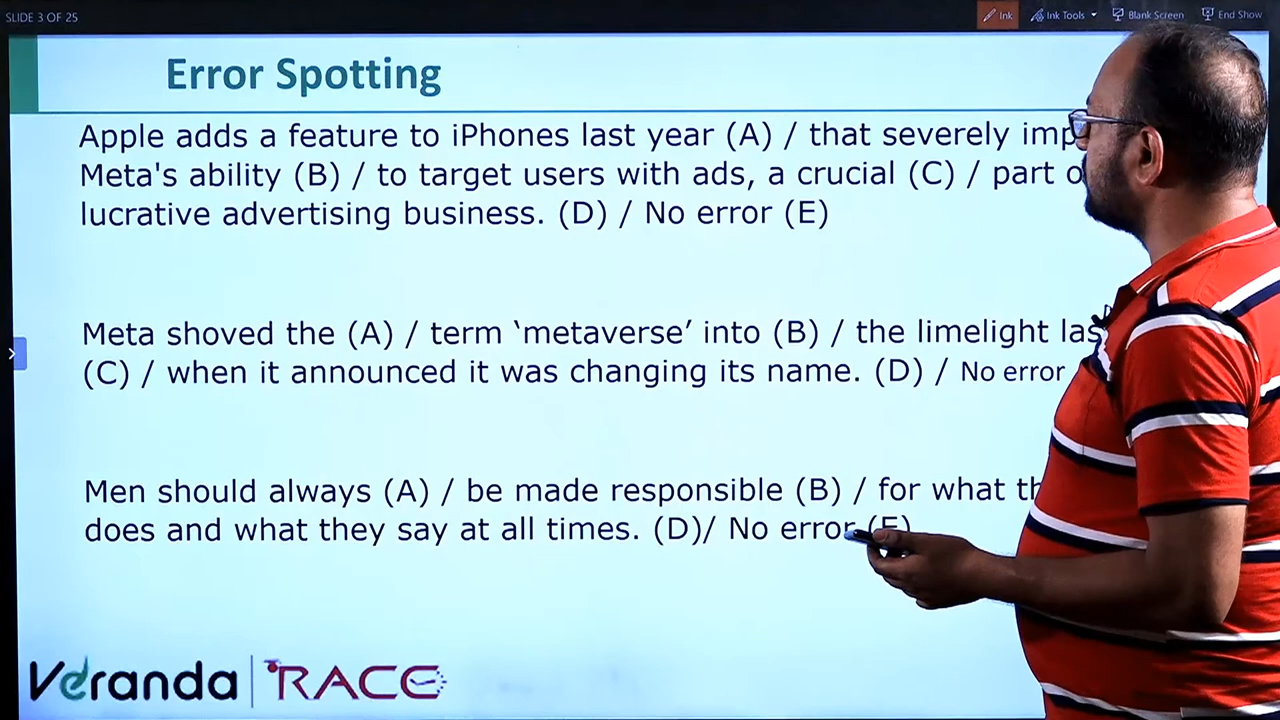 SLIDE 3 OF 25
Ink Ink Tools Blank Screen End Show
Error Spotting
Apple adds a feature to iPhones last year (A) / that severely
Meta's ability (B) / to target users with ads, a crucial (C) / part
lucrative advertising business. (D) / No error (E)
Meta shoved the (A) / term ‘metaverse’ into (B) / the limelight
(C) / when it announced it was changing its name. (D) / No error
Men should always (A) / be made responsible (B) / for what
does and what they say at all times. (D)/ No error (E)
Veranda RACE